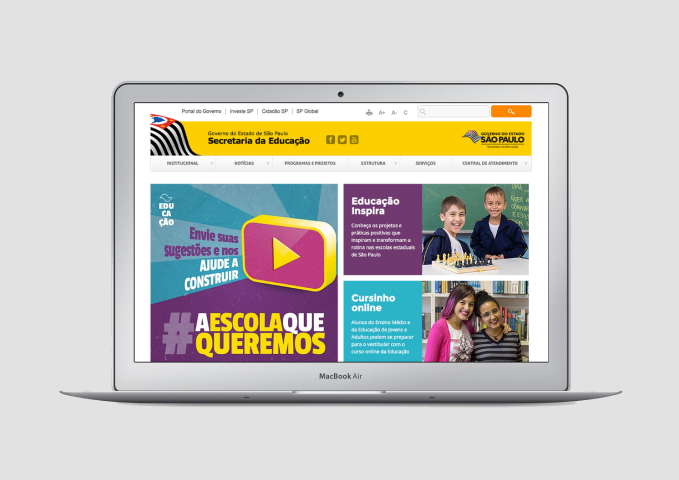 Portal do Governo | Investe SP | Cidadão SP | SP Global
A+ A- C
Governo do Estado de São Paulo
Secretaria da Educação
GOVERNO DO ESTADO
SÃO PAULO
INSTITUCIONAL NOTÍCIAS PROGRAMAS E PROJETOS ESTRUTURA SERVIÇOS CENTRAL DE ATENDIMENTO
EDU
CA
ÇÃO
Envie suas
sugestões e nos
AJUDE A
CONSTRUIR
#AESCOLAQUE
QUEREMOS
Educação
Inspira
Conheça os projetos e
práticas positivas que
inspiram e transformam a
rotina nas escolas estaduais
de São Paulo
Cursinho
online
Alunos do Ensino Médio e
da Educação de Jovens e
Adultos podem se preparar
para o vestibular com o
curso online da Educação
MacBook Air